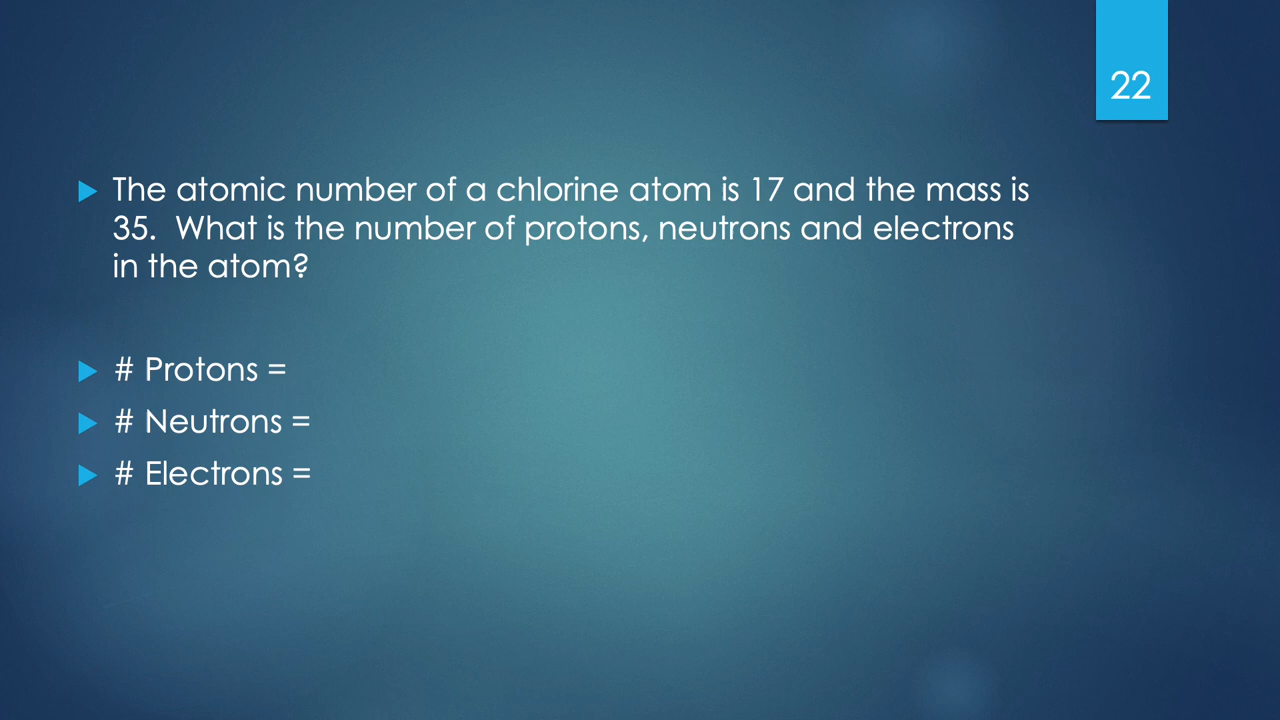 22
The atomic number of a chlorine atom is 17 and the mass is
35.  What is the number of protons, neutrons and electrons
in the atom?
# Protons =
# Neutrons =
# Electrons =